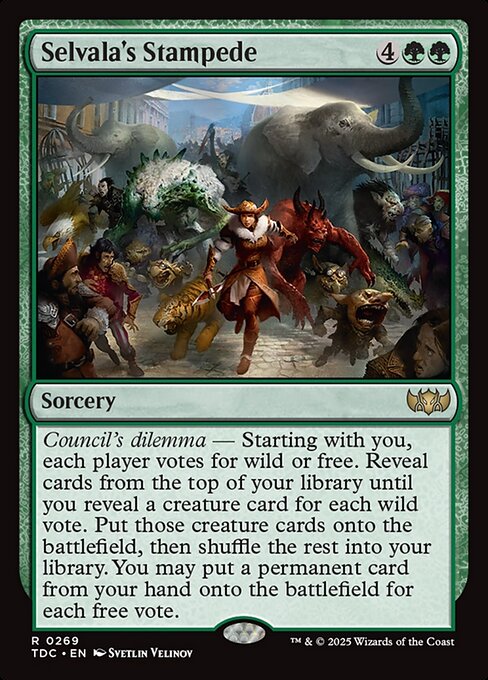 Selvala's Stampede 4
Sorcery
Council's dilemma — Starting with you,
each player votes for wild or free. Reveal
cards from the top of your library until
you reveal a creature card for each wild
vote. Put those creature cards onto the
battlefield, then shuffle the rest into your
library. You may put a permanent card
from your hand onto the battlefield for
each free vote.
R 0269
TDC • EN Svetlin Velinov
™ & © 2025 Wizards of the Coast